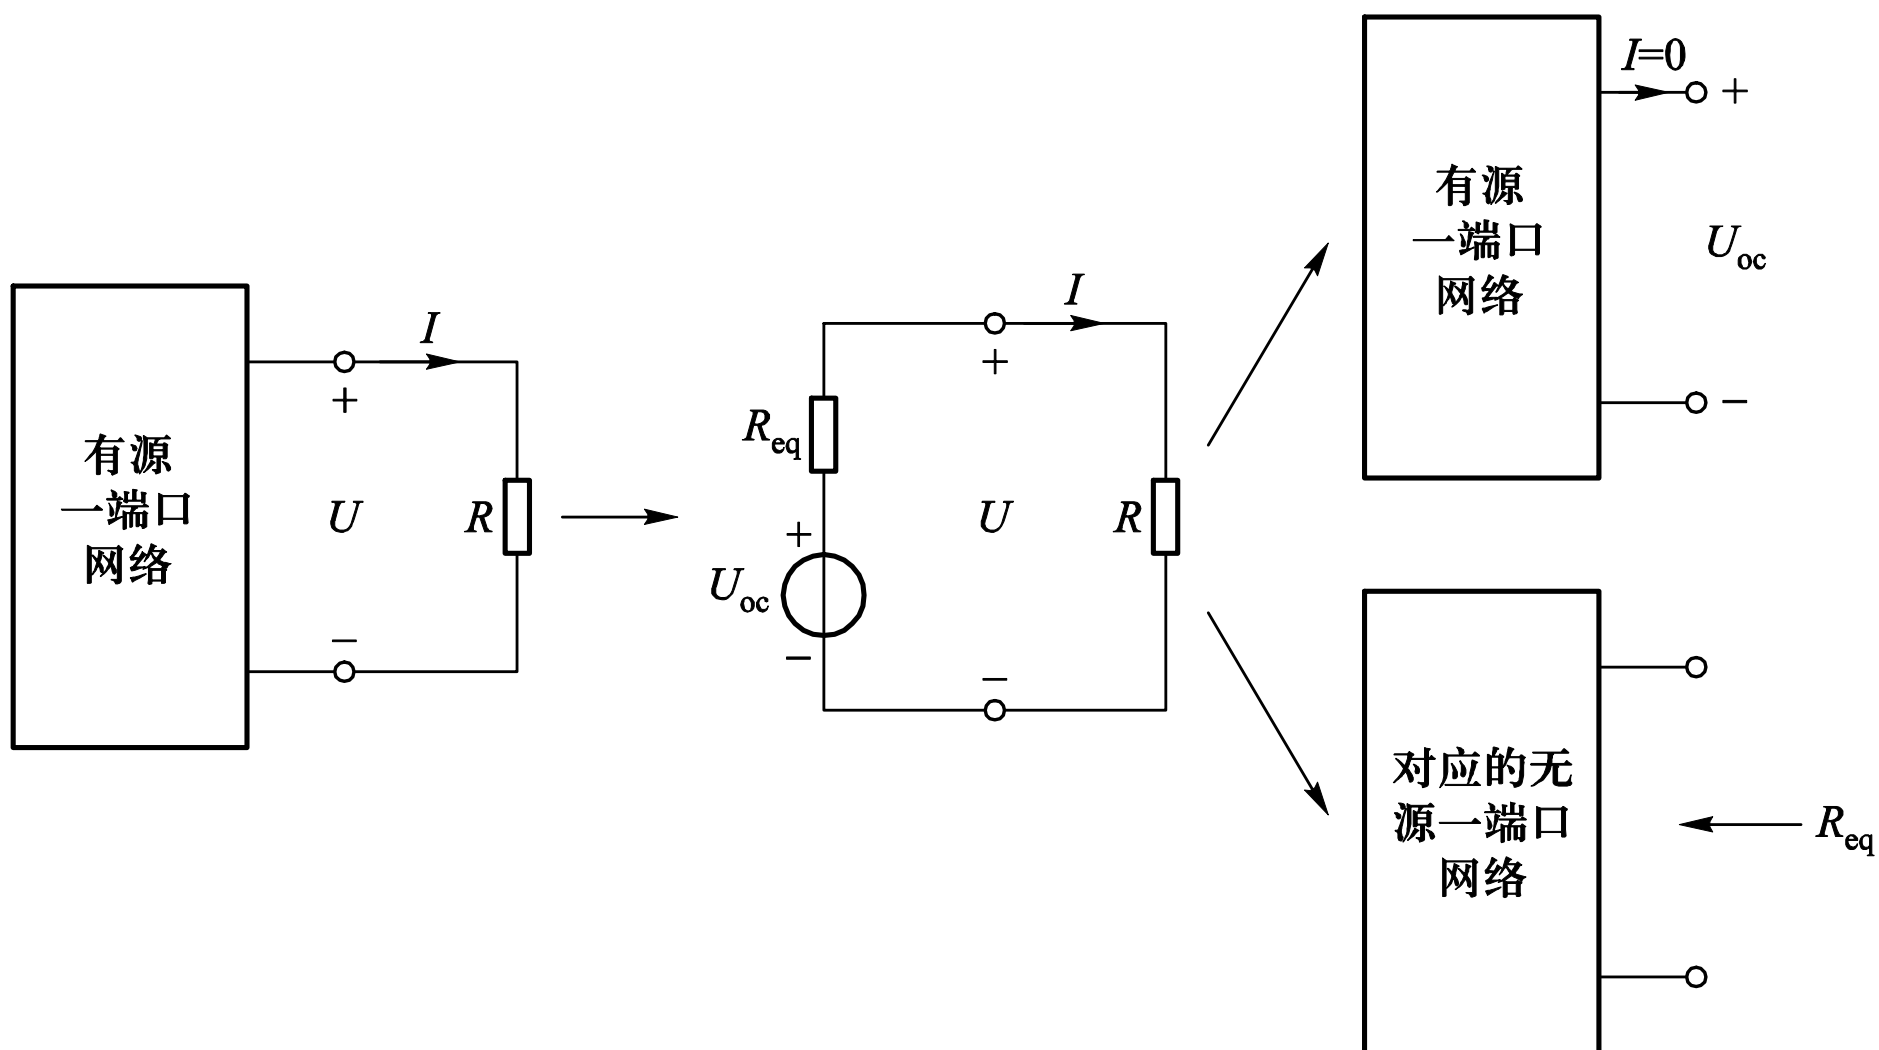 有源
一端口
网络
I
+
U
−
R
I
+
R_eq
+
U_oc
−
U
−
R
有源
一端口
网络
I=0
+
U_oc
−
对应的无
源一端口
网络
R_eq